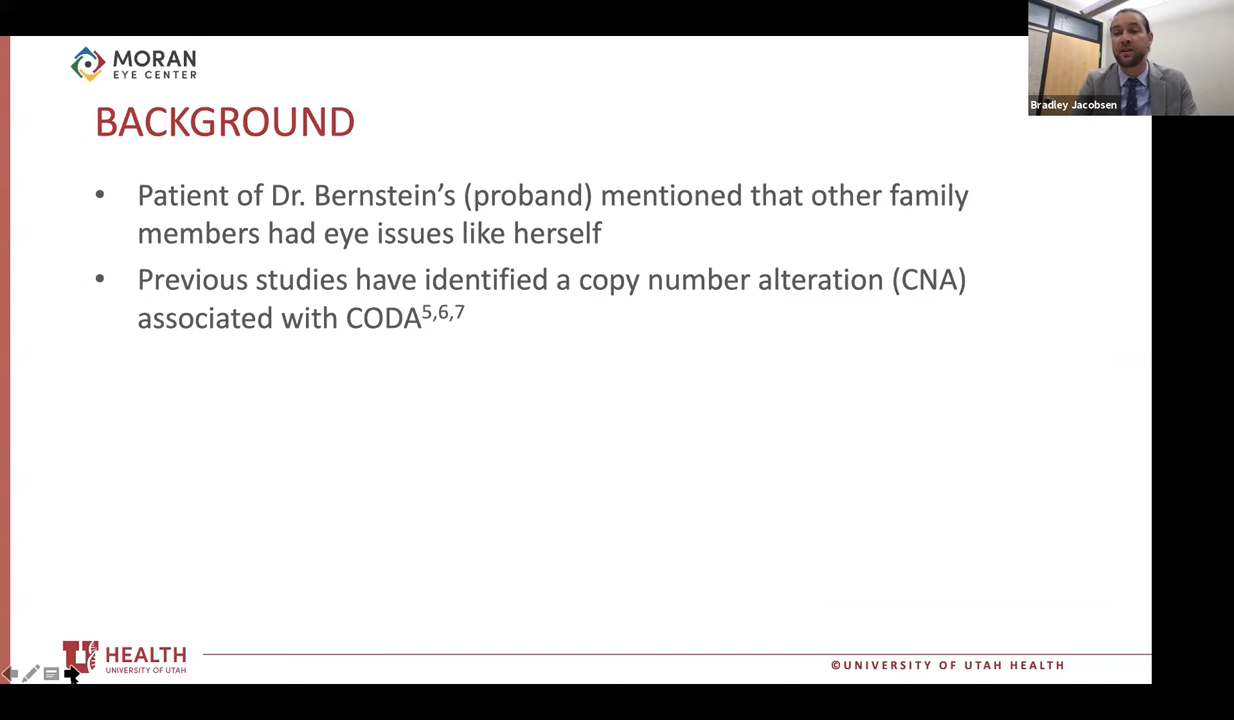 MORAN
EYE CENTER
Bradley Jacobsen
BACKGROUND
• Patient of Dr. Bernstein’s (proband) mentioned that other family
members had eye issues like herself
• Previous studies have identified a copy number alteration (CNA)
associated with CODA5,6,7
U HEALTH
UNIVERSITY OF UTAH
©UNIVERSITY OF UTAH HEALTH